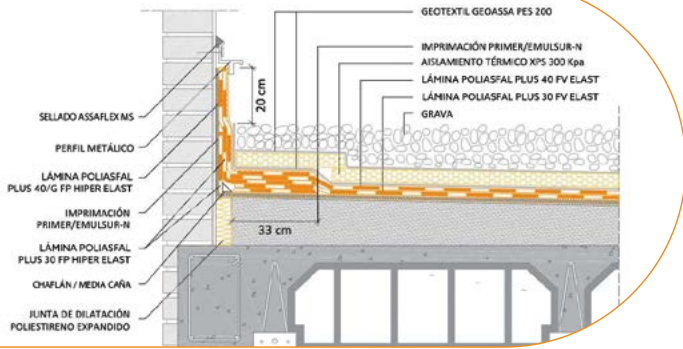 GEOTEXTIL GEOASSA PES 200
IMPRIMACIÓN PRIMER/EMULSUR-N
AISLAMIENTO TÉRMICO XPS 300 Kpa
LÁMINA POLIASFAL PLUS 40 FV ELAST
LÁMINA POLIASFAL PLUS 30 FV ELAST
GRAVA
20 cm
SELLADO ASSAFLEX MS
PERFIL METÁLICO
LÁMINA POLIASFAL
PLUS 40/G FP HIPER ELAST
IMPRIMACIÓN
PRIMER/EMULSUR-N
LÁMINA POLIASFAL
PLUS 30 FP HIPER ELAST
CHAFLÁN / MEDIA CAÑA
JUNTA DE DILATACIÓN
POLIESTIRENO EXPANDIDO
33 cm